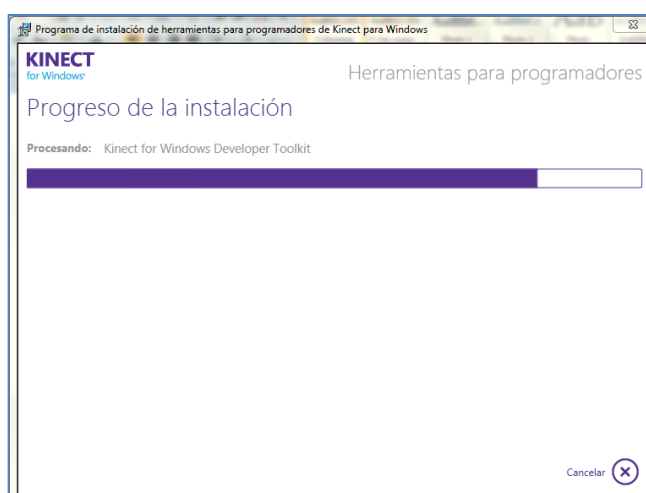 Programa de instalación de herramientas para programadores de Kinect para Windows
KINECT
for Windows
Herramientas para programadores
Progreso de la instalación
Procesando: Kinect for Windows Developer Toolkit
Cancelar